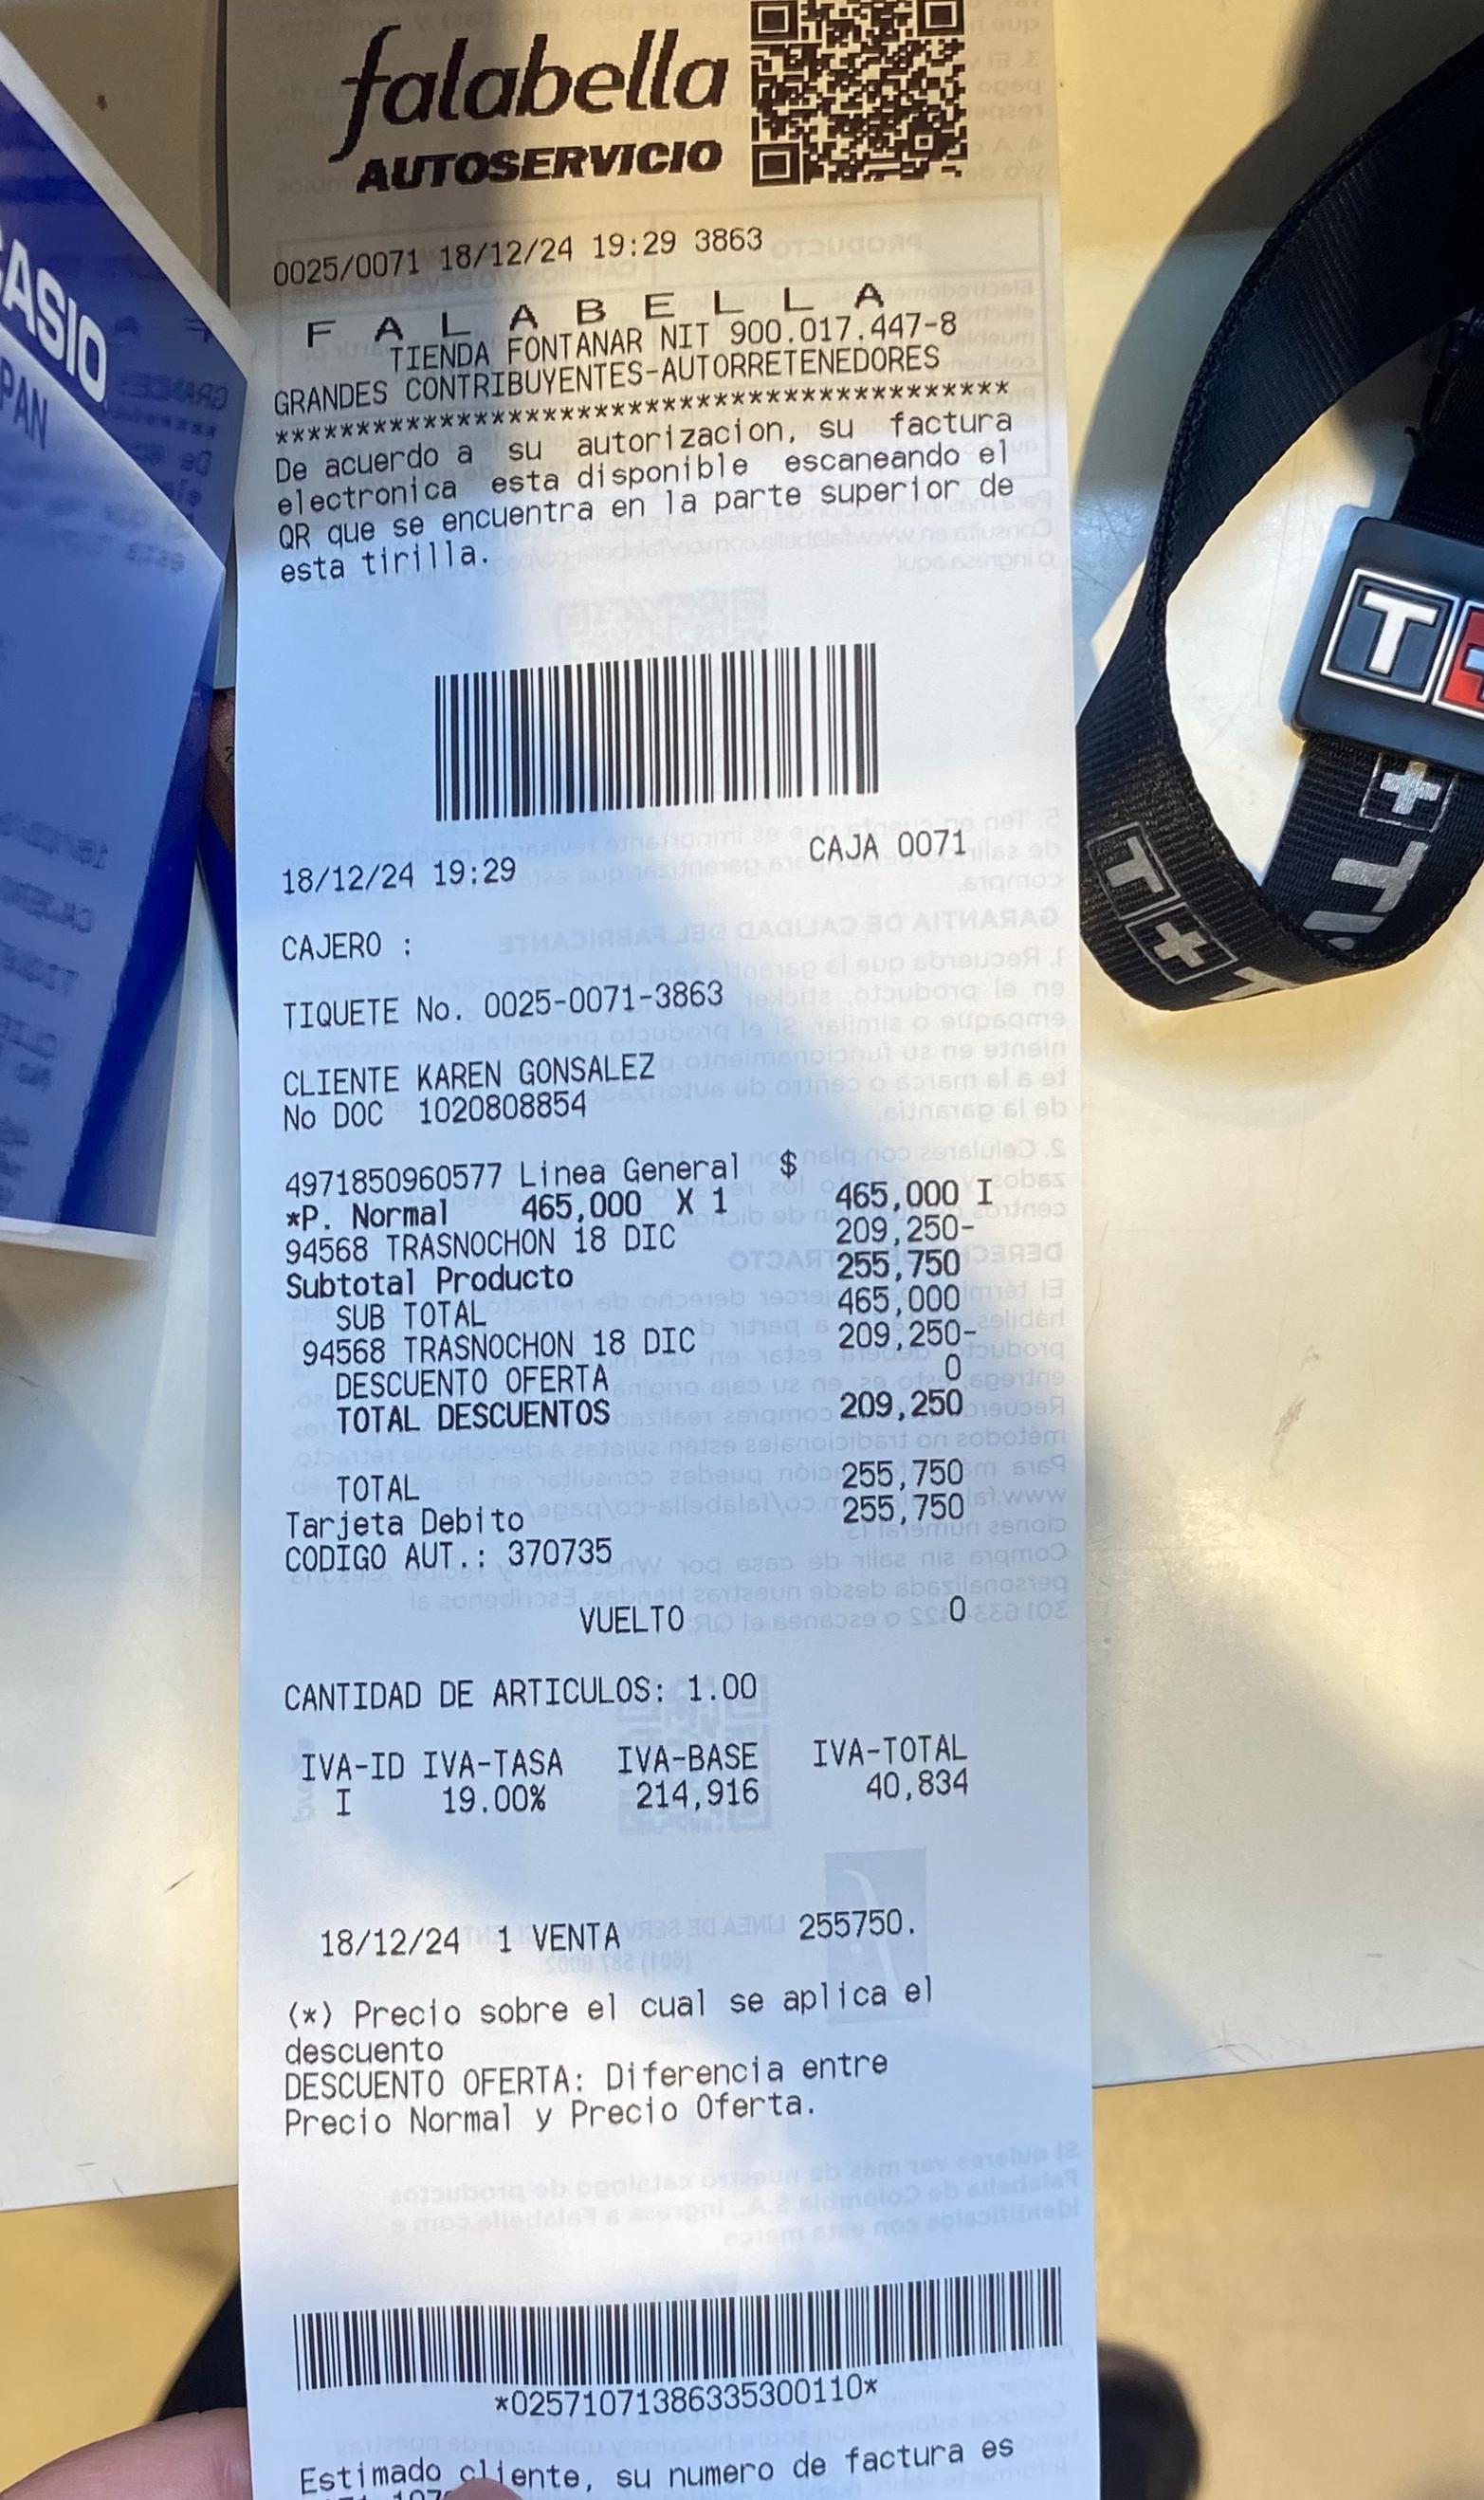 falabella
AUTOSERVICIO
0025/0071 18/12/24 19:29 3863
F A L A B E L L A
TIENDA FONTANAR NIT 900.017.447-8
GRANDES CONTRIBUYENTES-AUTORRETENEDORES
******************************************
De acuerdo a su autorizacion, su factura
electronica esta disponible escaneando el
QR que se encuentra en la parte superior de
esta tirilla.
18/12/24 19:29 CAJA 0071
CAJERO :
TIQUETE No. 0025-0071-3863
CLIENTE KAREN GONSALEZ
No DOC 1020808854
4971850960577 Linea General $
*P. Normal 465,000 X 1 465,000 I
94568 TRASNOCHON 18 DIC 209,250-
Subtotal Producto 255,750
SUB TOTAL 465,000
94568 TRASNOCHON 18 DIC 209,250-
DESCUENTO OFERTA 0
TOTAL DESCUENTOS 209,250
TOTAL 255,750
Tarjeta Debito 255,750
CODIGO AUT.: 370735
VUELTO 0
CANTIDAD DE ARTICULOS: 1.00
IVA-ID IVA-TASA IVA-BASE IVA-TOTAL
I 19.00% 214,916 40,834
18/12/24 1 VENTA 255750.
(*) Precio sobre el cual se aplica el
descuento
DESCUENTO OFERTA: Diferencia entre
Precio Normal y Precio Oferta.
*02571071386335300110*
Estimado cliente, su numero de factura es
CASIO
T
T
T